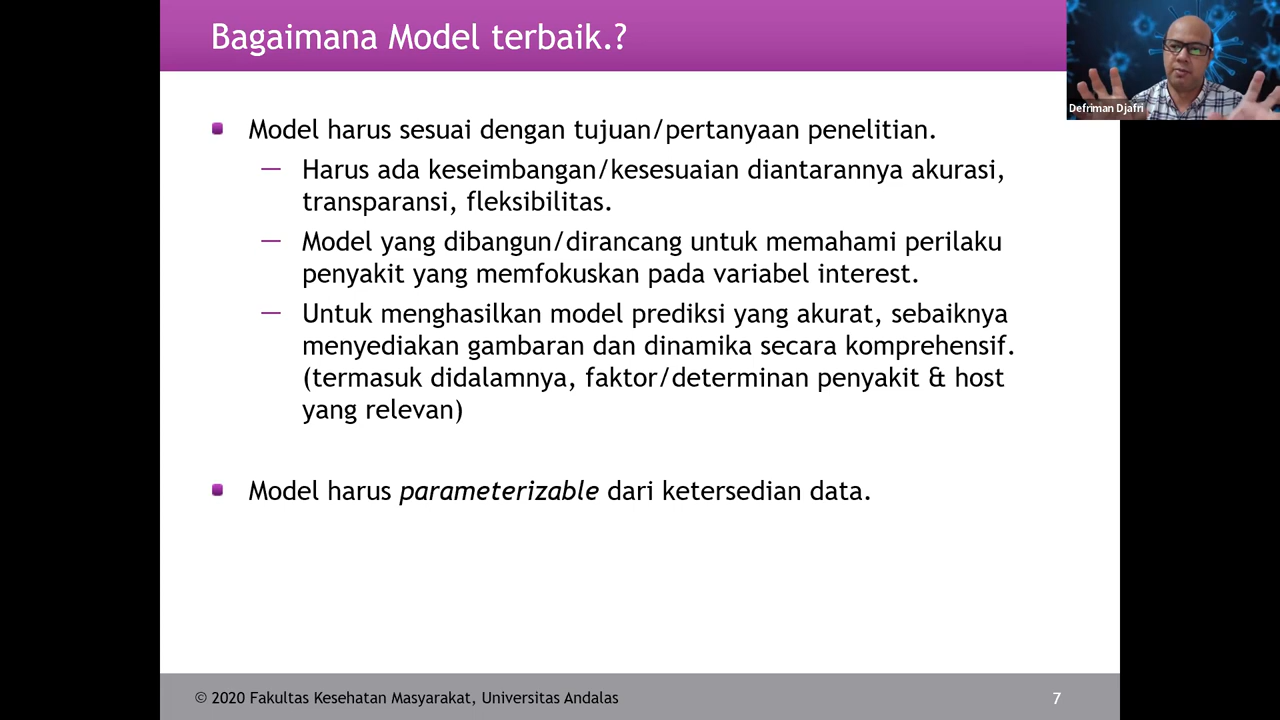 Bagaimana Model terbaik.?
Defriman Djafri
Model harus sesuai dengan tujuan/pertanyaan penelitian.
— Harus ada keseimbangan/kesesuaian diantarannya akurasi,
transparansi, fleksibilitas.
— Model yang dibangun/dirancang untuk memahami perilaku
penyakit yang memfokuskan pada variabel interest.
— Untuk menghasilkan model prediksi yang akurat, sebaiknya
menyediakan gambaran dan dinamika secara komprehensif.
(termasuk didalamnya, faktor/determinan penyakit & host
yang relevan)
Model harus parameterizable dari ketersedian data.
© 2020 Fakultas Kesehatan Masyarakat, Universitas Andalas
7